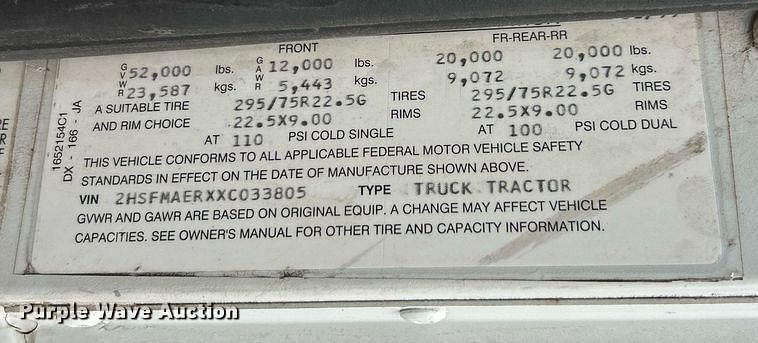 FRONT FR-REAR-RR
GVWR 52,000 lbs. GAWR 12,000 lbs. 20,000 20,000 lbs.
23,587 kgs. 5,443 kgs. 9,072 9,072 kgs.
A SUITABLE TIRE 295/75R22.5G TIRES 295/75R22.5G TIRES
AND RIM CHOICE 22.5X9.00 RIMS 22.5X9.00 RIMS
AT 110 PSI COLD SINGLE AT 100 PSI COLD DUAL
THIS VEHICLE CONFORMS TO ALL APPLICABLE FEDERAL MOTOR VEHICLE SAFETY
STANDARDS IN EFFECT ON THE DATE OF MANUFACTURE SHOWN ABOVE.
VIN 2HSFMAERXXC033805 TYPE TRUCK TRACTOR
GVWR AND GAWR ARE BASED ON ORIGINAL EQUIP. A CHANGE MAY AFFECT VEHICLE
CAPACITIES. SEE OWNER'S MANUAL FOR OTHER TIRE AND CAPACITY INFORMATION.
1652154C1
DX - 166 - JA
Purple Wave Auction